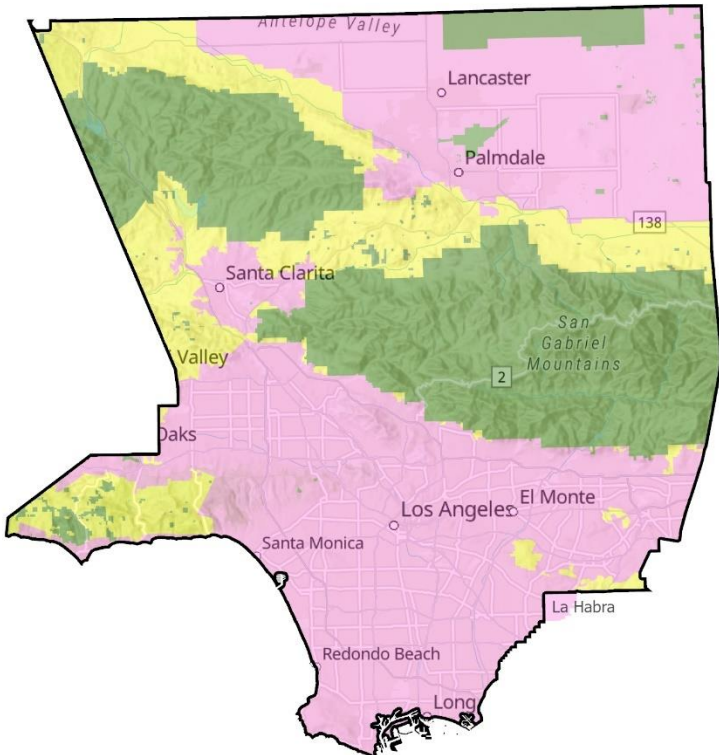 Antelope Valley
Lancaster
Palmdale
138
Santa Clarita
San
Gabriel
Mountains
Valley
2
Oaks
Los Angeles
El Monte
Santa Monica
La Habra
Redondo Beach
Long